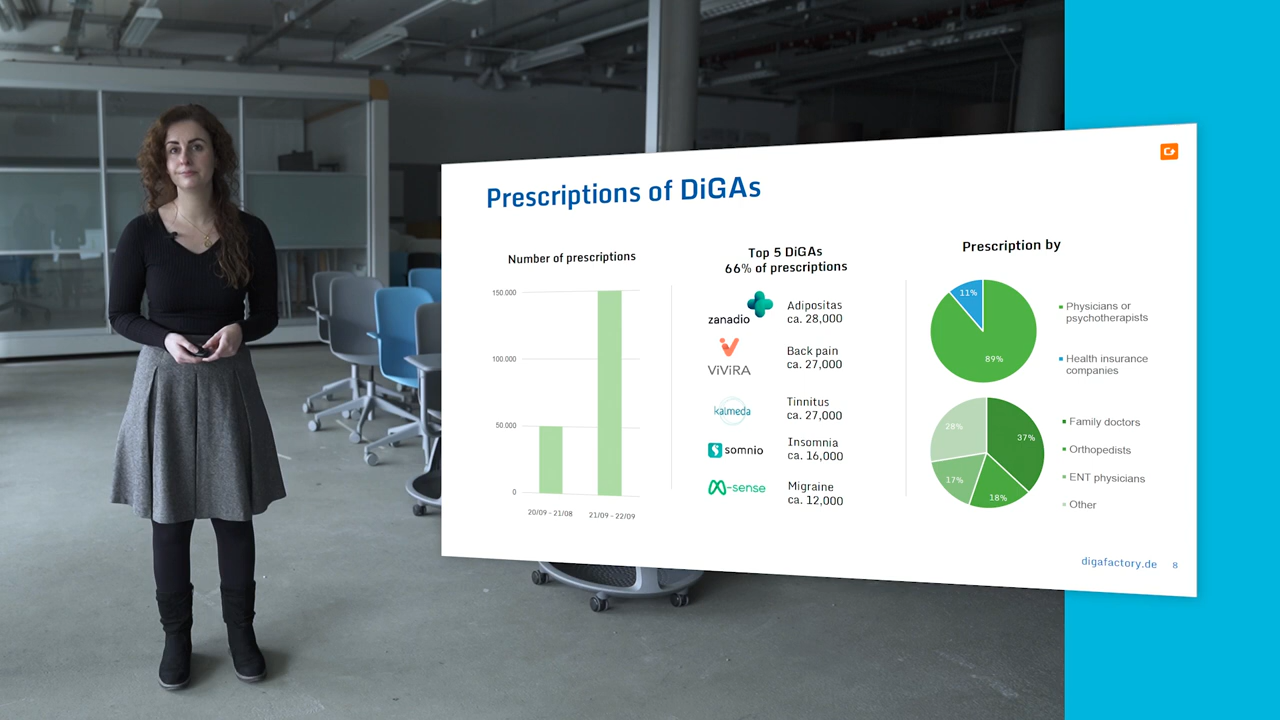 Prescriptions of DiGAs
Number of prescriptions
150.000
100.000
50.000
0
20/09 - 21/08
21/09 - 22/09
Top 5 DiGAs
66% of prescriptions
zanadio
Adipositas
ca. 28,000
ViViRA
Back pain
ca. 27,000
kalmeda
Tinnitus
ca. 27,000
somnio
Insomnia
ca. 16,000
M-sense
Migraine
ca. 12,000
Prescription by
11%
89%
Physicians or
psychotherapists
Health insurance
companies
28%
37%
17%
18%
Family doctors
Orthopedists
ENT physicians
Other
digafactory.de
8